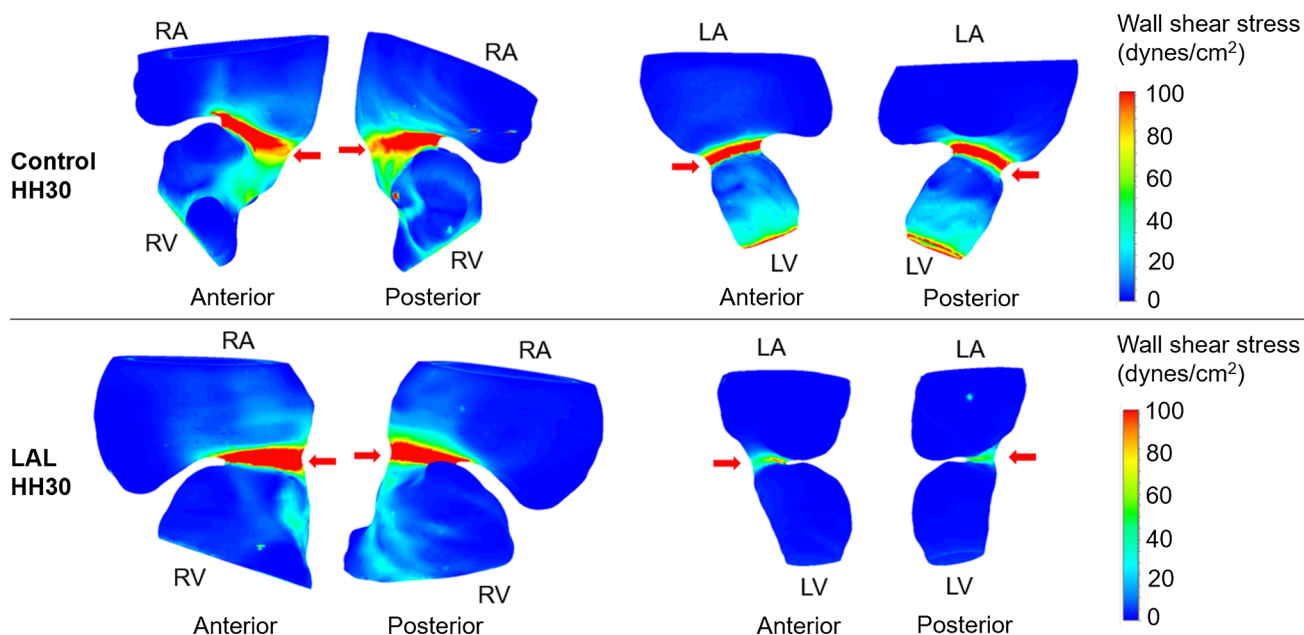 RA
RA
LA
LA
Wall shear stress
(dynes/cm2)
100
80
60
40
20
0
Control
HH30
RV
RV
LV
LV
Anterior
Posterior
Anterior
Posterior
RA
RA
LA
LA
Wall shear stress
(dynes/cm2)
100
80
60
40
20
0
LAL
HH30
RV
RV
LV
LV
Anterior
Posterior
Anterior
Posterior